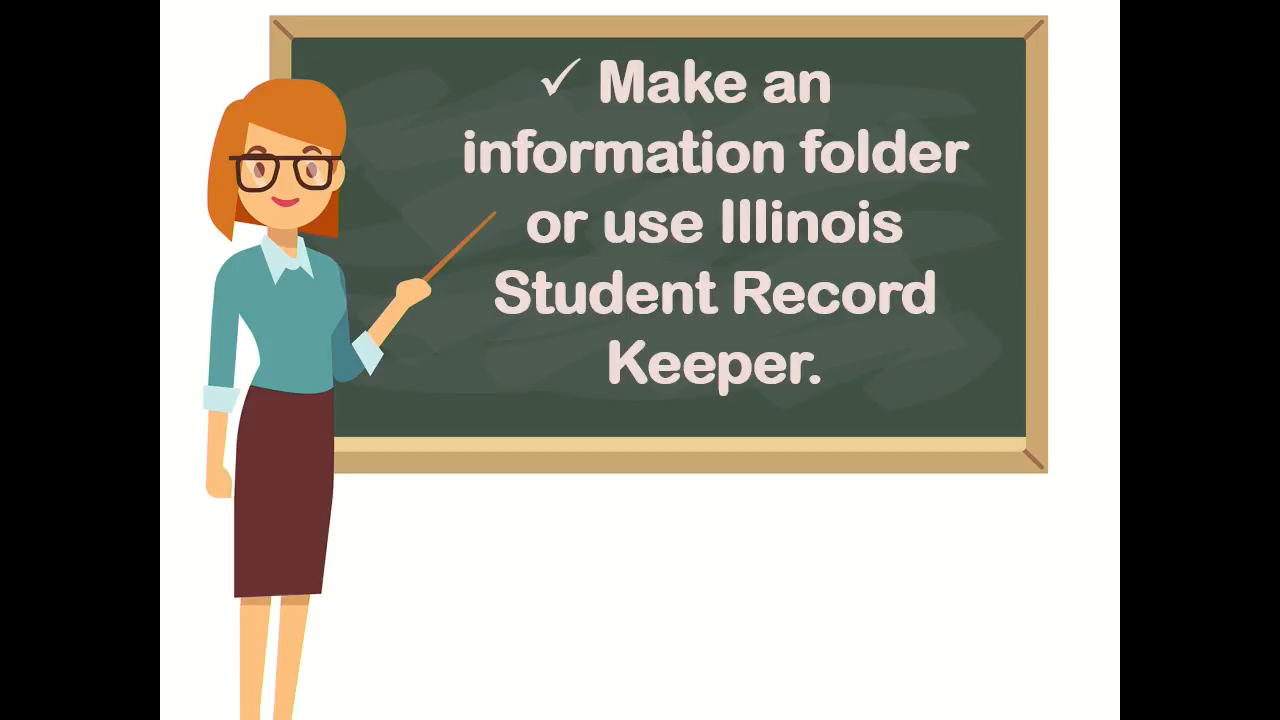 ✓ Make an
information folder
or use Illinois
Student Record
Keeper.